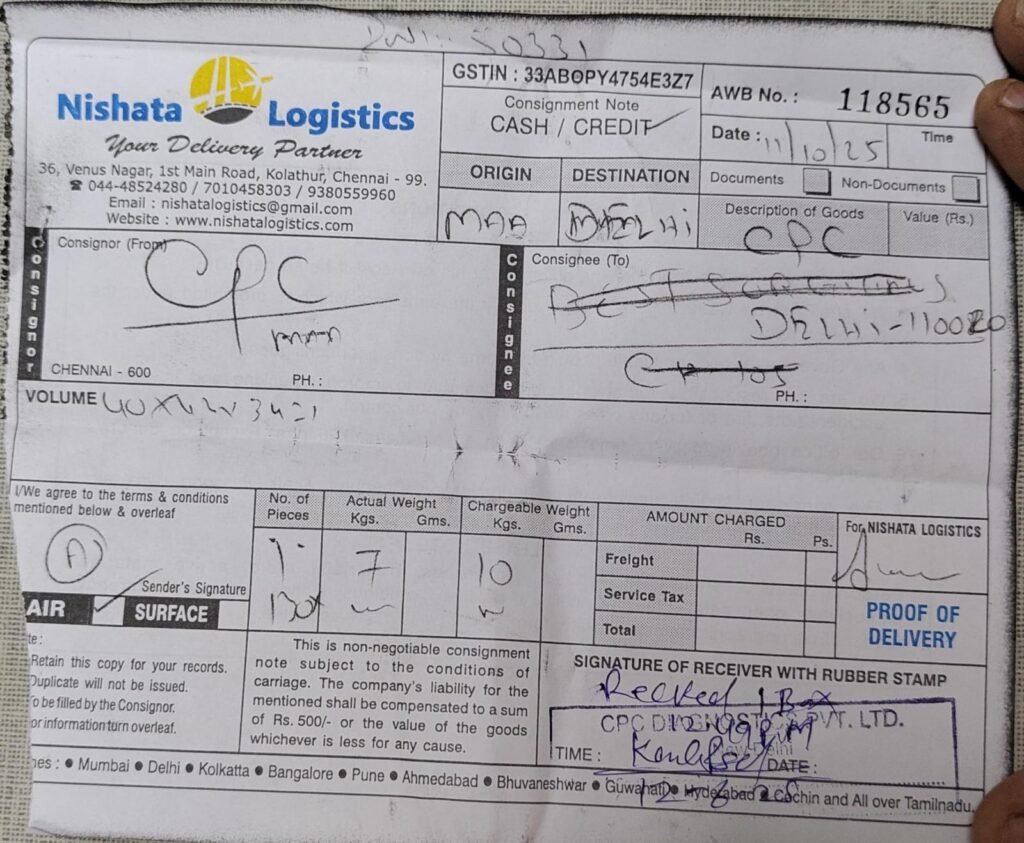 50331
Nishata Logistics
Your Delivery Partner
36, Venus Nagar, 1st Main Road, Kolathur, Chennai - 99.
☎ 044-48524280 / 7010458303 / 9380559960
Email : nishatalogistics@gmail.com
Website : www.nishatalogistics.com
GSTIN : 33ABOPY4754E3Z7
Consignment Note
CASH / CREDIT
AWB No. : 118565
Date : 11/10/25 Time
ORIGIN DESTINATION
MAA DELHI
Documents Non-Documents
Description of Goods Value (Rs.)
CPC
Consignor
Consignor (From)
CPC
MAA
CHENNAI - 600 PH. :
Consignee
Consignee (To)
DELHI-110020
PH. :
VOLUME 40x42x34=1
I/We agree to the terms & conditions
mentioned below & overleaf
A
Sender's Signature
AIR ✓ SURFACE
No. of Pieces
1
Box
Actual Weight
Kgs. Gms.
7
Chargeable Weight
Kgs. Gms.
10
AMOUNT CHARGED
Rs. Ps.
Freight
Service Tax
Total
For NISHATA LOGISTICS
PROOF OF
DELIVERY
te :
Retain this copy for your records.
Duplicate will not be issued.
To be filled by the Consignor.
or information turn overleaf.
This is non-negotiable consignment
note subject to the conditions of
carriage. The company's liability for the
mentioned shall be compensated to a sum
of Rs. 500/- or the value of the goods
whichever is less for any cause.
SIGNATURE OF RECEIVER WITH RUBBER STAMP
1 Box
CPC DIAGNOSTICS PVT. LTD.
TIME : DATE :
hes : ● Mumbai ● Delhi ● Kolkatta ● Bangalore ● Pune ● Ahmedabad ● Bhuvaneshwar ● Guwahati ● Hyderabad ● Cochin and All over Tamilnadu.